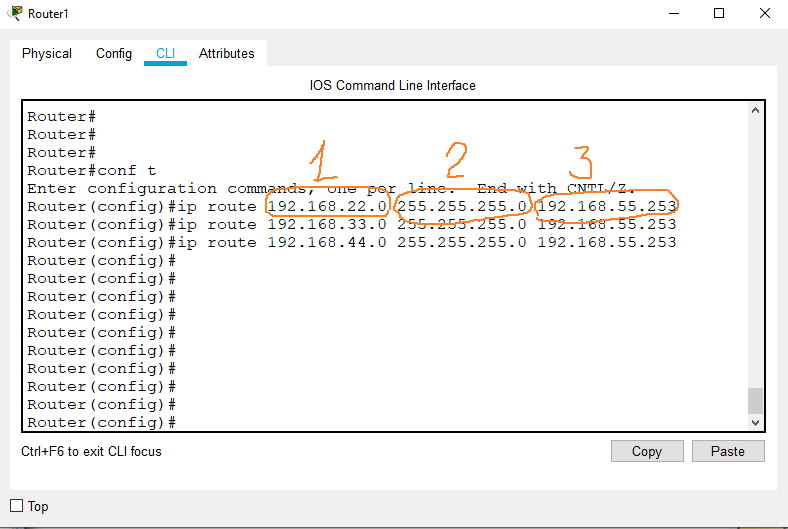 Router1
Physical Config CLI Attributes
IOS Command Line Interface
Router#
Router#
Router#
Router#conf t
1 2 3
Enter configuration commands, one per line. End with CNTL/Z.
Router(config)#ip route 192.168.22.0 255.255.255.0 192.168.55.253
Router(config)#ip route 192.168.33.0 255.255.255.0 192.168.55.253
Router(config)#ip route 192.168.44.0 255.255.255.0 192.168.55.253
Router(config)#
Router(config)#
Router(config)#
Router(config)#
Router(config)#
Router(config)#
Router(config)#
Router(config)#
Router(config)#
Router(config)#
Ctrl+F6 to exit CLI focus
Copy Paste
Top